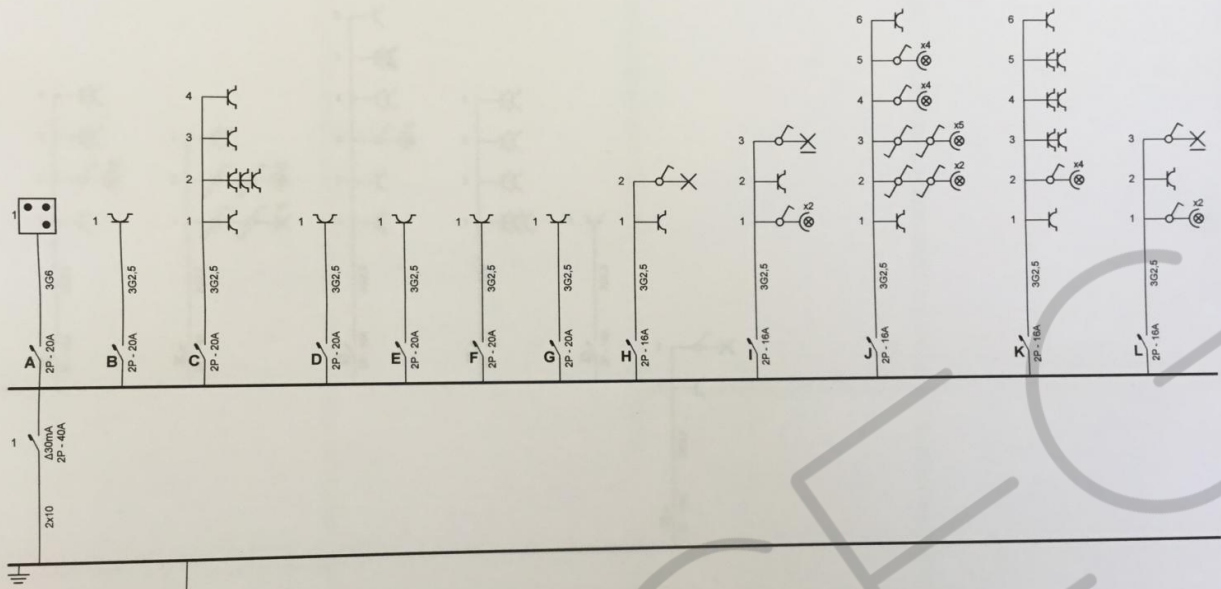 1
3G6
A
2P - 20A
1
3G2,5
B
2P - 20A
4
3
2
1
3G2,5
C
2P - 20A
1
3G2,5
D
2P - 20A
1
3G2,5
E
2P - 20A
1
3G2,5
F
2P - 20A
1
3G2,5
G
2P - 20A
2
1
3G2,5
H
2P - 16A
3
2
1
x2
3G2,5
I
2P - 16A
6
5
x4
4
x4
3
x5
2
x2
1
3G2,5
J
2P - 16A
6
5
4
3
2
x4
1
3G2,5
K
2P - 16A
3
2
1
x2
3G2,5
L
2P - 16A
1
Δ30mA
2P - 40A
2x10